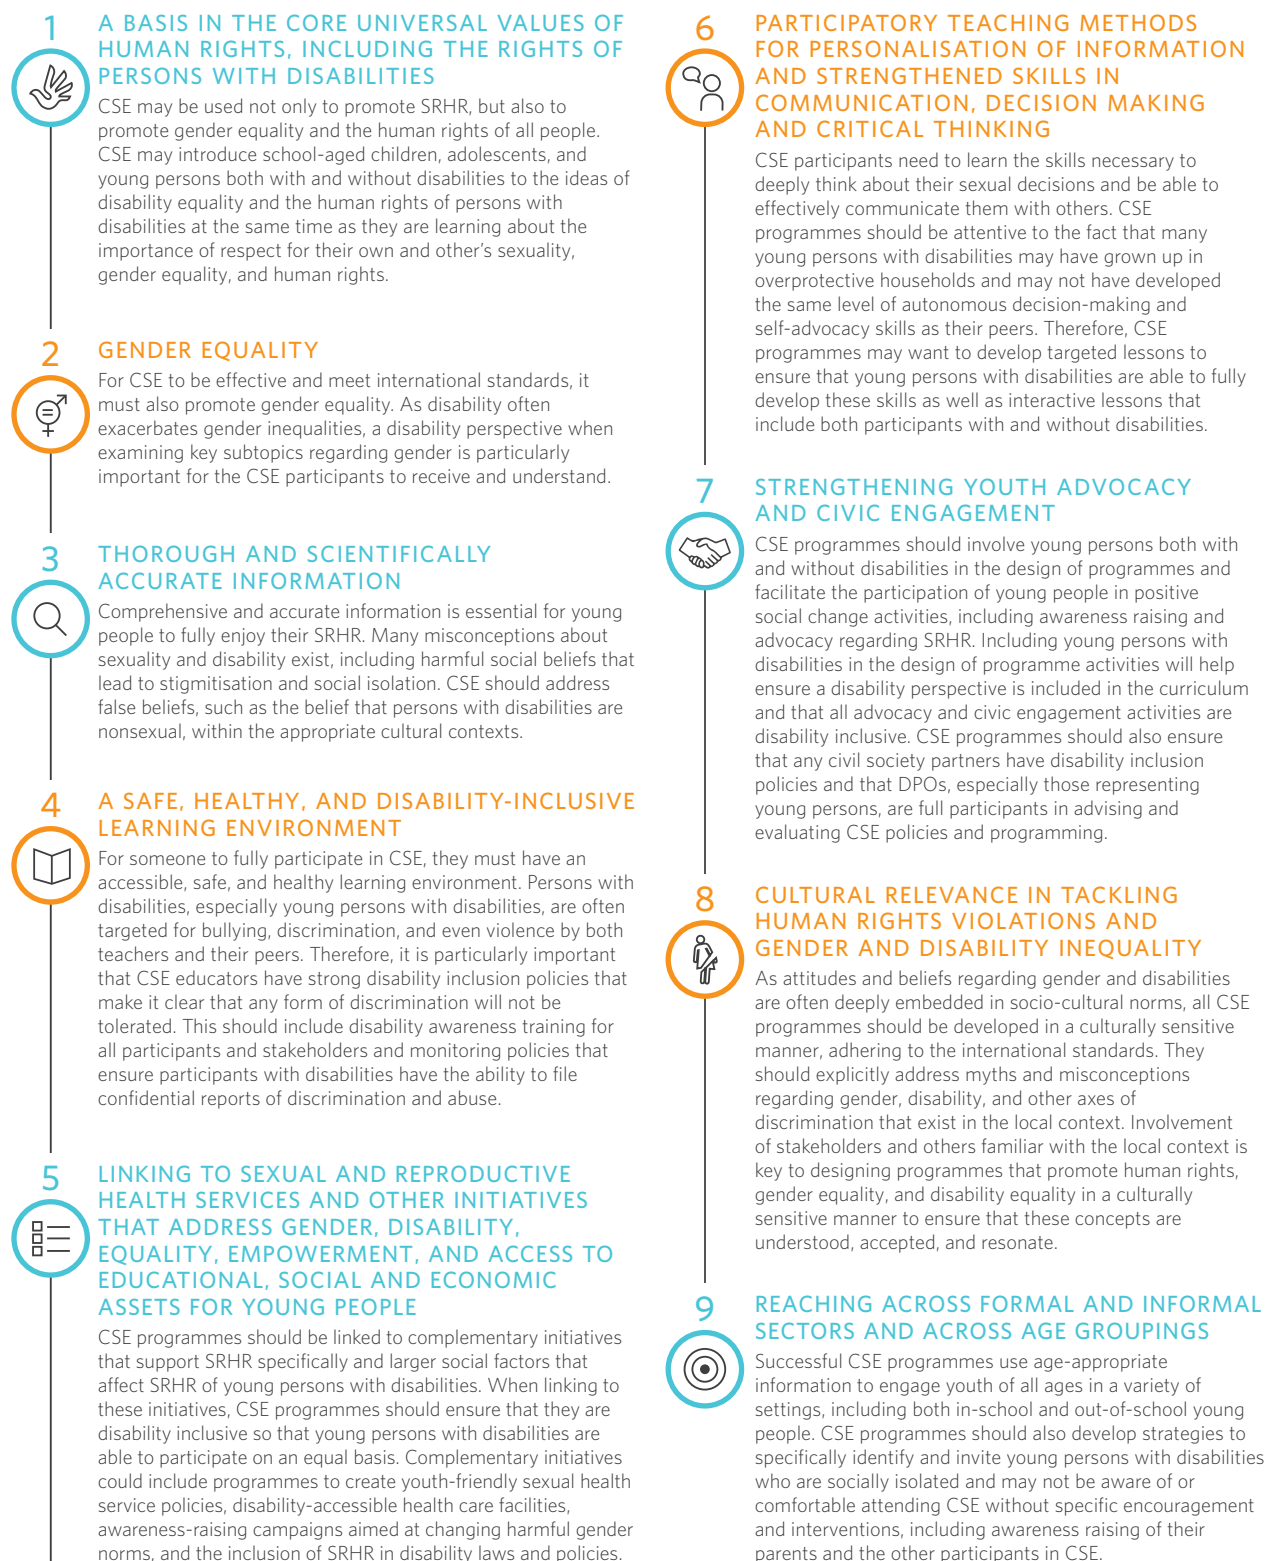 1
A BASIS IN THE CORE UNIVERSAL VALUES OF
HUMAN RIGHTS, INCLUDING THE RIGHTS OF
PERSONS WITH DISABILITIES
CSE may be used not only to promote SRHR, but also to
promote gender equality and the human rights of all people.
CSE may introduce school-aged children, adolescents, and
young persons both with and without disabilities to the ideas of
disability equality and the human rights of persons with
disabilities at the same time as they are learning about the
importance of respect for their own and other's sexuality,
gender equality, and human rights.
2
GENDER EQUALITY
For CSE to be effective and meet international standards, it
must also promote gender equality. As disability often
exacerbates gender inequalities, a disability perspective when
examining key subtopics regarding gender is particularly
important for the CSE participants to receive and understand.
3
THOROUGH AND SCIENTIFICALLY
ACCURATE INFORMATION
Comprehensive and accurate information is essential for young
people to fully enjoy their SRHR. Many misconceptions about
sexuality and disability exist, including harmful social beliefs that
lead to stigmitisation and social isolation. CSE should address
false beliefs, such as the belief that persons with disabilities are
nonsexual, within the appropriate cultural contexts.
4
A SAFE, HEALTHY, AND DISABILITY-INCLUSIVE
LEARNING ENVIRONMENT
For someone to fully participate in CSE, they must have an
accessible, safe, and healthy learning environment. Persons with
disabilities, especially young persons with disabilities, are often
targeted for bullying, discrimination, and even violence by both
teachers and their peers. Therefore, it is particularly important
that CSE educators have strong disability inclusion policies that
make it clear that any form of discrimination will not be
tolerated. This should include disability awareness training for
all participants and stakeholders and monitoring policies that
ensure participants with disabilities have the ability to file
confidential reports of discrimination and abuse.
5
LINKING TO SEXUAL AND REPRODUCTIVE
HEALTH SERVICES AND OTHER INITIATIVES
THAT ADDRESS GENDER, DISABILITY,
EQUALITY, EMPOWERMENT, AND ACCESS TO
EDUCATIONAL, SOCIAL AND ECONOMIC
ASSETS FOR YOUNG PEOPLE
CSE programmes should be linked to complementary initiatives
that support SRHR specifically and larger social factors that
affect SRHR of young persons with disabilities. When linking to
these initiatives, CSE programmes should ensure that they are
disability inclusive so that young persons with disabilities are
able to participate on an equal basis. Complementary initiatives
could include programmes to create youth-friendly sexual health
service policies, disability-accessible health care facilities,
awareness-raising campaigns aimed at changing harmful gender
norms, and the inclusion of SRHR in disability laws and policies.
6
PARTICIPATORY TEACHING METHODS
FOR PERSONALISATION OF INFORMATION
AND STRENGTHENED SKILLS IN
COMMUNICATION, DECISION MAKING
AND CRITICAL THINKING
CSE participants need to learn the skills necessary to
deeply think about their sexual decisions and be able to
effectively communicate them with others. CSE
programmes should be attentive to the fact that many
young persons with disabilities may have grown up in
overprotective households and may not have developed
the same level of autonomous decision-making and
self-advocacy skills as their peers. Therefore, CSE
programmes may want to develop targeted lessons to
ensure that young persons with disabilities are able to fully
develop these skills as well as interactive lessons that
include both participants with and without disabilities.
7
STRENGTHENING YOUTH ADVOCACY
AND CIVIC ENGAGEMENT
CSE programmes should involve young persons both with
and without disabilities in the design of programmes and
facilitate the participation of young people in positive
social change activities, including awareness raising and
advocacy regarding SRHR. Including young persons with
disabilities in the design of programme activities will help
ensure a disability perspective is included in the curriculum
and that all advocacy and civic engagement activities are
disability inclusive. CSE programmes should also ensure
that any civil society partners have disability inclusion
policies and that DPOs, especially those representing
young persons, are full participants in advising and
evaluating CSE policies and programming.
8
CULTURAL RELEVANCE IN TACKLING
HUMAN RIGHTS VIOLATIONS AND
GENDER AND DISABILITY INEQUALITY
As attitudes and beliefs regarding gender and disabilities
are often deeply embedded in socio-cultural norms, all CSE
programmes should be developed in a culturally sensitive
manner, adhering to the international standards. They
should explicitly address myths and misconceptions
regarding gender, disability, and other axes of
discrimination that exist in the local context. Involvement
of stakeholders and others familiar with the local context is
key to designing programmes that promote human rights,
gender equality, and disability equality in a culturally
sensitive manner to ensure that these concepts are
understood, accepted, and resonate.
9
REACHING ACROSS FORMAL AND INFORMAL
SECTORS AND ACROSS AGE GROUPINGS
Successful CSE programmes use age-appropriate
information to engage youth of all ages in a variety of
settings, including both in-school and out-of-school young
people. CSE programmes should also develop strategies to
specifically identify and invite young persons with disabilities
who are socially isolated and may not be aware of or
comfortable attending CSE without specific encouragement
and interventions, including awareness raising of their
parents and the other participants in CSE.